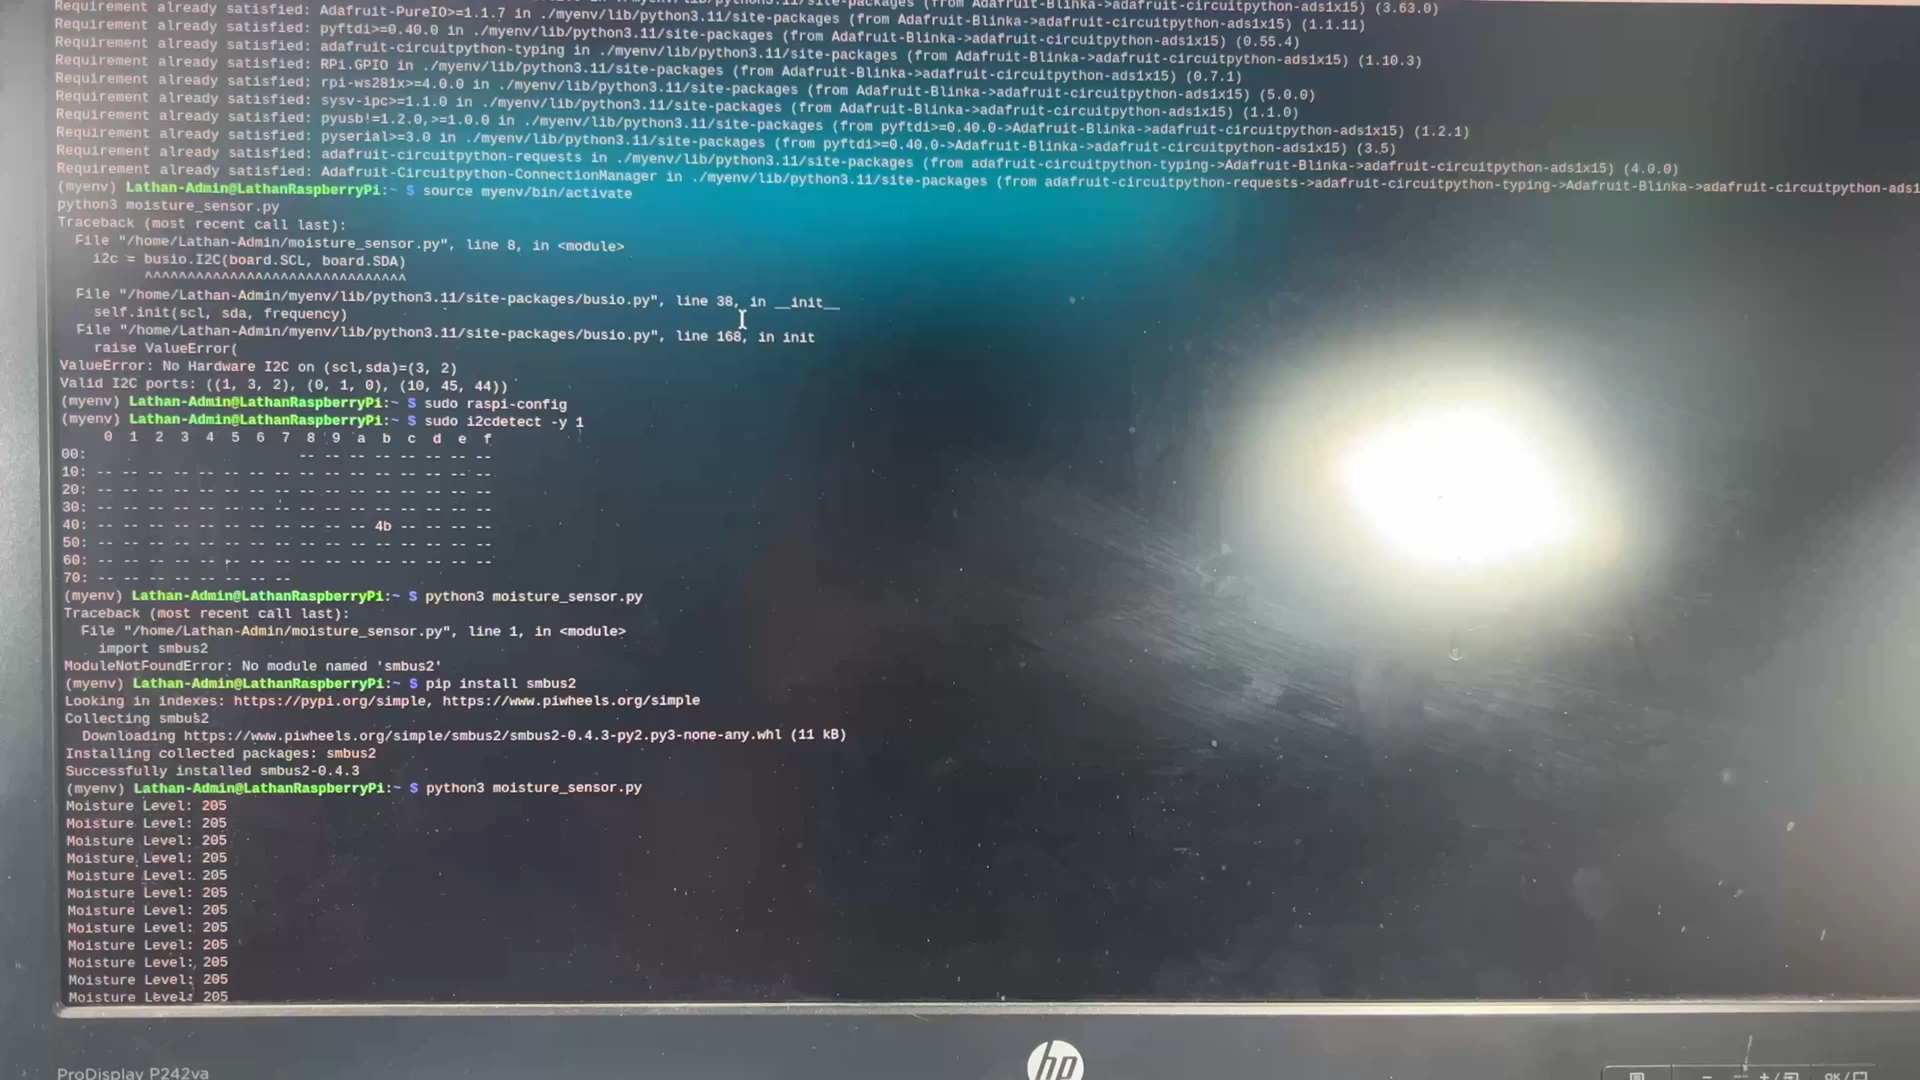 Requirement already satisfied: Adafruit-PureIO>=1.1.7 in ./myenv/lib/python3.11/site-packages (from Adafruit-Blinka->adafruit-circuitpython-ads1x15) (1.1.11)
Requirement already satisfied: pyftdi>=0.40.0 in ./myenv/lib/python3.11/site-packages (from Adafruit-Blinka->adafruit-circuitpython-ads1x15) (0.55.4)
Requirement already satisfied: adafruit-circuitpython-typing in ./myenv/lib/python3.11/site-packages (from Adafruit-Blinka->adafruit-circuitpython-ads1x15) (1.10.3)
Requirement already satisfied: RPi.GPIO in ./myenv/lib/python3.11/site-packages (from Adafruit-Blinka->adafruit-circuitpython-ads1x15) (0.7.1)
Requirement already satisfied: rpi-ws281x>=4.0.0 in ./myenv/lib/python3.11/site-packages (from Adafruit-Blinka->adafruit-circuitpython-ads1x15) (5.0.0)
Requirement already satisfied: sysv-ipc>=1.1.0 in ./myenv/lib/python3.11/site-packages (from Adafruit-Blinka->adafruit-circuitpython-ads1x15) (1.1.0)
Requirement already satisfied: pyusb!=1.2.0,>=1.0.0 in ./myenv/lib/python3.11/site-packages (from pyftdi>=0.40.0->Adafruit-Blinka->adafruit-circuitpython-ads1x15) (1.2.1)
Requirement already satisfied: pyserial>=3.0 in ./myenv/lib/python3.11/site-packages (from pyftdi>=0.40.0->Adafruit-Blinka->adafruit-circuitpython-ads1x15) (3.5)
Requirement already satisfied: adafruit-circuitpython-requests in ./myenv/lib/python3.11/site-packages (from adafruit-circuitpython-typing->Adafruit-Blinka->adafruit-circuitpython-ads1x15) (4.0.0)
Requirement already satisfied: Adafruit-Circuitpython-ConnectionManager in ./myenv/lib/python3.11/site-packages (from adafruit-circuitpython-requests->adafruit-circuitpython-typing->Adafruit-Blinka->adafruit-circuitpython-ads1
(myenv) Lathan-Admin@LathanRaspberryPi:~ $ source myenv/bin/activate
python3 moisture_sensor.py
Traceback (most recent call last):
  File "/home/Lathan-Admin/moisture_sensor.py", line 8, in <module>
    i2c = busio.I2C(board.SCL, board.SDA)
          ^^^^^^^^^^^^^^^^^^^^^^^^^^^^^^^
  File "/home/Lathan-Admin/myenv/lib/python3.11/site-packages/busio.py", line 38, in __init__
    self.init(scl, sda, frequency)
  File "/home/Lathan-Admin/myenv/lib/python3.11/site-packages/busio.py", line 168, in init
    raise ValueError(
ValueError: No Hardware I2C on (scl,sda)=(3, 2)
Valid I2C ports: ((1, 3, 2), (0, 1, 0), (10, 45, 44))
(myenv) Lathan-Admin@LathanRaspberryPi:~ $ sudo raspi-config
(myenv) Lathan-Admin@LathanRaspberryPi:~ $ sudo i2cdetect -y 1
     0  1  2  3  4  5  6  7  8  9  a  b  c  d  e  f
00:                         -- -- -- -- -- -- -- --
10: -- -- -- -- -- -- -- -- -- -- -- -- -- -- -- --
20: -- -- -- -- -- -- -- -- -- -- -- -- -- -- -- --
30: -- -- -- -- -- -- -- -- -- -- -- -- -- -- -- --
40: -- -- -- -- -- -- -- -- -- -- -- 4b -- -- -- --
50: -- -- -- -- -- -- -- -- -- -- -- -- -- -- -- --
60: -- -- -- -- -- -- -- -- -- -- -- -- -- -- -- --
70: -- -- -- -- -- -- -- --
(myenv) Lathan-Admin@LathanRaspberryPi:~ $ python3 moisture_sensor.py
Traceback (most recent call last):
  File "/home/Lathan-Admin/moisture_sensor.py", line 1, in <module>
    import smbus2
ModuleNotFoundError: No module named 'smbus2'
(myenv) Lathan-Admin@LathanRaspberryPi:~ $ pip install smbus2
Looking in indexes: https://pypi.org/simple, https://www.piwheels.org/simple
Collecting smbus2
  Downloading https://www.piwheels.org/simple/smbus2/smbus2-0.4.3-py2.py3-none-any.whl (11 kB)
Installing collected packages: smbus2
Successfully installed smbus2-0.4.3
(myenv) Lathan-Admin@LathanRaspberryPi:~ $ python3 moisture_sensor.py
Moisture Level: 205
Moisture Level: 205
Moisture Level: 205
Moisture Level: 205
Moisture Level: 205
Moisture Level: 205
Moisture Level: 205
Moisture Level: 205
Moisture Level: 205
Moisture Level: 205
Moisture Level: 205
Moisture Level: 205
hp
ProDisplay P242va
OK/